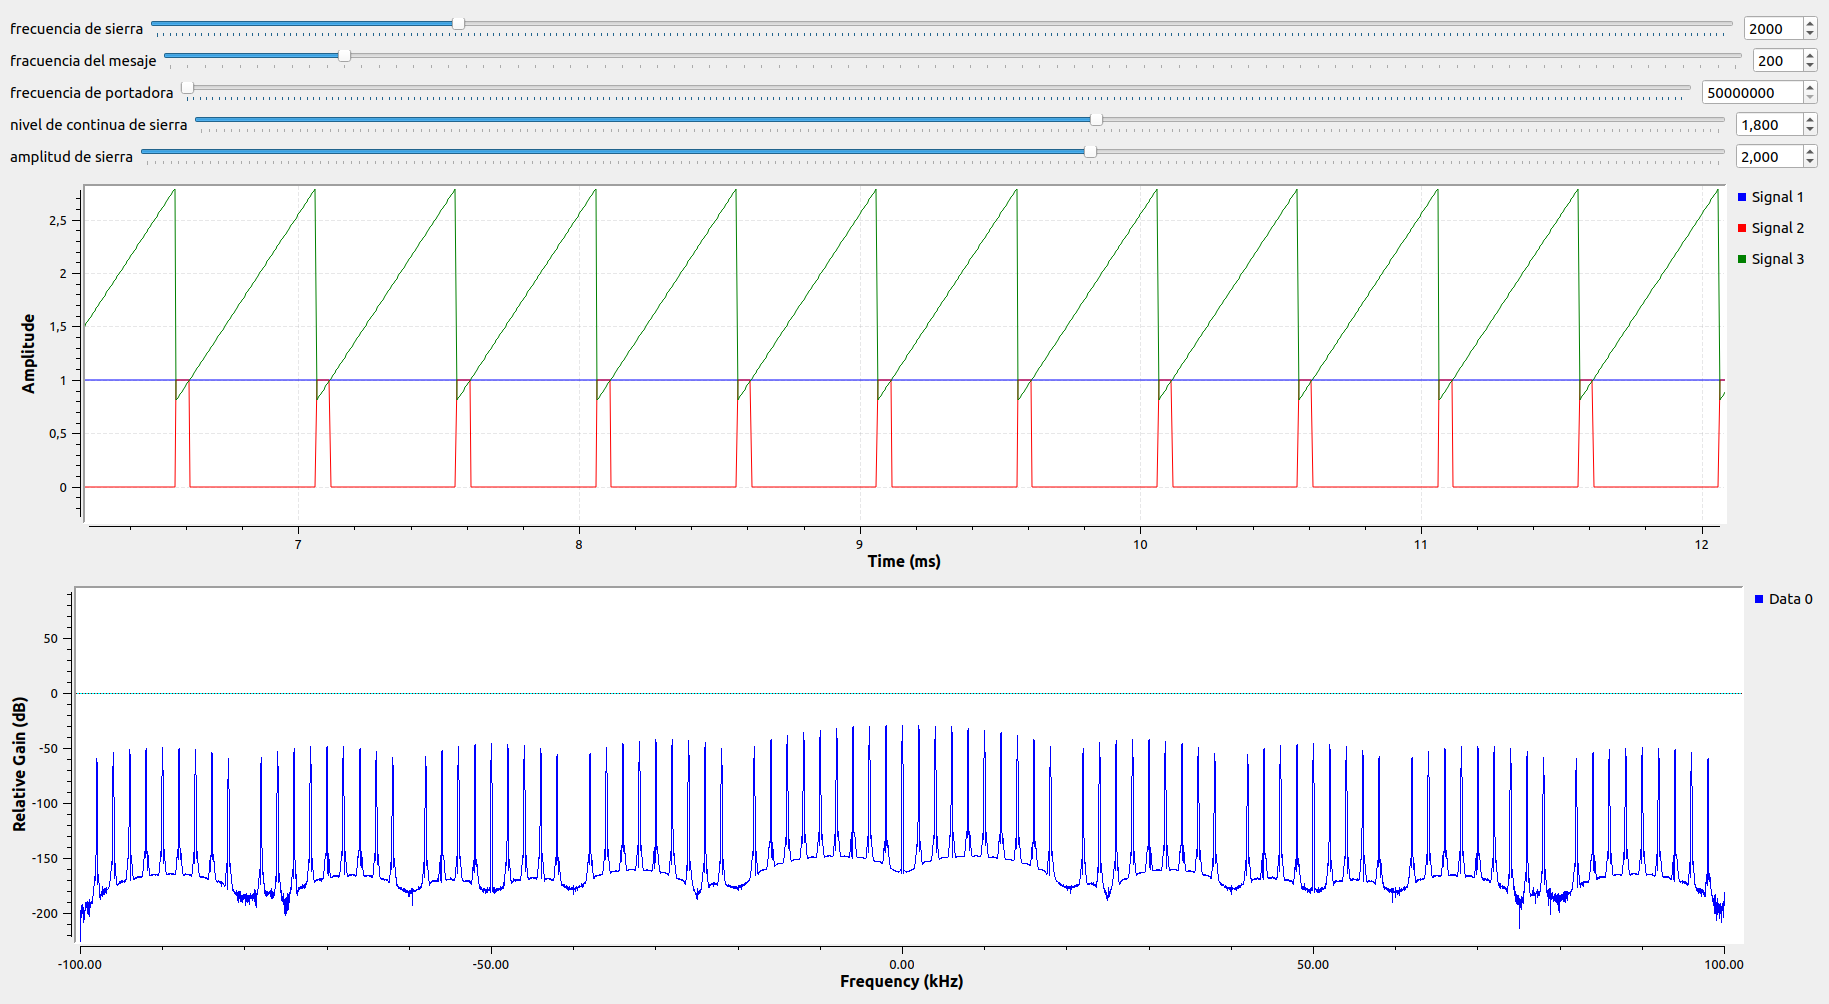 frecuencia de sierra 2000
fracuencia del mesaje 200
frecuencia de portadora 50000000
nivel de continua de sierra 1,800
amplitud de sierra 2,000
Signal 1
Signal 2
Signal 3
Amplitude
2,5
2
1,5
1
0,5
0
7 8 9 10 11 12
Time (ms)
Data 0
Relative Gain (dB)
50
0
-50
-100
-150
-200
-100.00 -50.00 0.00 50.00 100.00
Frequency (kHz)